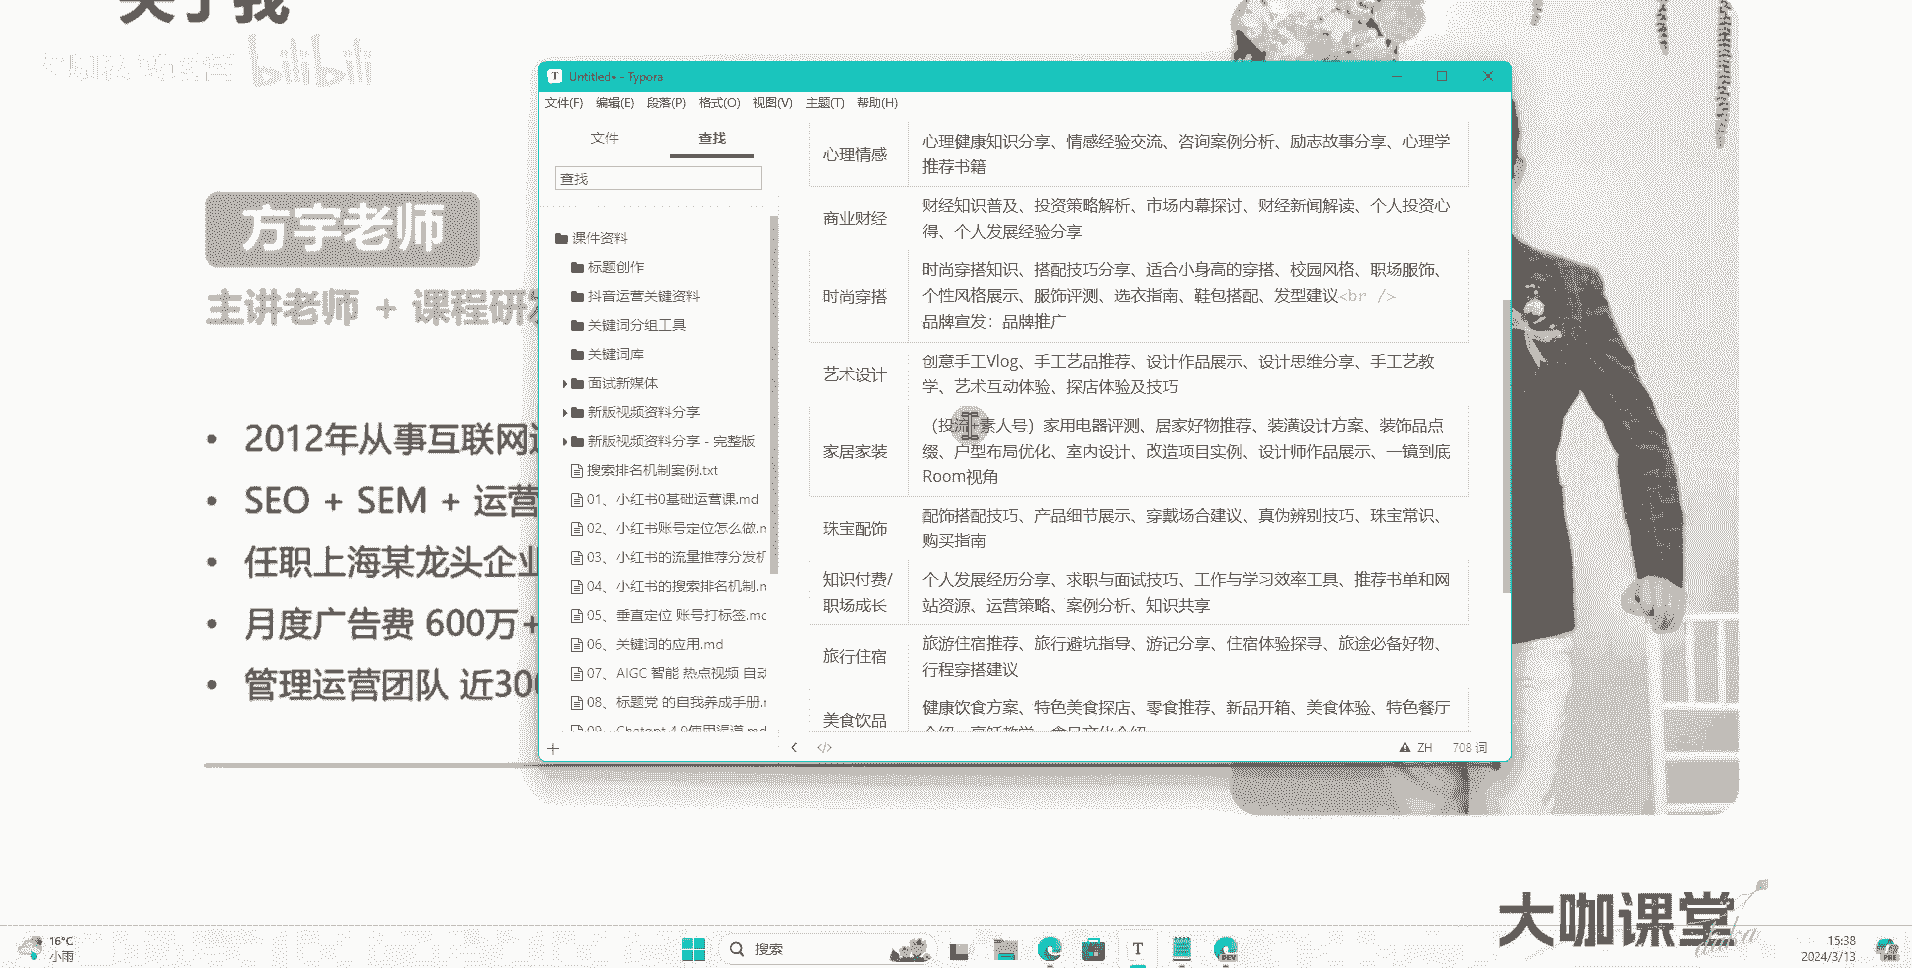 关于我
bilibili
方宇老师
主讲老师 + 课程研发
2012年从事互联网运
SEO + SEM + 运营
任职上海某龙头企业
月度广告费 600万+
管理运营团队 近300
Untitled• - Typora
文件(F) 编辑(E) 段落(P) 格式(O) 视图(V) 主题(T) 帮助(H)
文件 查找
查找
课件资料
标题创作
抖音运营关键资料
关键词分组工具
关键词库
面试新媒体
新版视频资料分享
新版视频资料分享 - 完整版
搜索排名机制案例.txt
01、小红书0基础运营课.md
02、小红书账号定位怎么做.m
03、小红书的流量推荐分发机
04、小红书的搜索排名机制.m
05、垂直定位 账号打标签.md
06、关键词的应用.md
07、AIGC 智能 热点视频 自动
08、标题党 的自我养成手册.m
09、Chatgpt 4.0使用渠道.md
心理情感
心理健康知识分享、情感经验交流、咨询案例分析、励志故事分享、心理学
推荐书籍
商业财经
财经知识普及、投资策略解析、市场内幕探讨、财经新闻解读、个人投资心
得、个人发展经验分享
时尚穿搭
时尚穿搭知识、搭配技巧分享、适合小身高的穿搭、校园风格、职场服饰、
个性风格展示、服饰评测、选衣指南、鞋包搭配、发型建议<br />
品牌宣发：品牌推广
艺术设计
创意手工Vlog、手工艺品推荐、设计作品展示、设计思维分享、手工艺教
学、艺术互动体验、探店体验及技巧
家居家装
（投流+素人号）家用电器评测、居家好物推荐、装潢设计方案、装饰品点
缀、户型布局优化、室内设计、改造项目实例、设计师作品展示、一镜到底
Room视角
珠宝配饰
配饰搭配技巧、产品细节展示、穿戴场合建议、真伪辨别技巧、珠宝常识、
购买指南
知识付费/
职场成长
个人发展经历分享、求职与面试技巧、工作与学习效率工具、推荐书单和网
站资源、运营策略、案例分析、知识共享
旅行住宿
旅游住宿推荐、旅行避坑指导、游记分享、住宿体验探寻、旅途必备好物、
行程穿搭建议
美食饮品
健康饮食方案、特色美食探店、零食推荐、新品开箱、美食体验、特色餐厅
介绍、烹饪教学、食品文化介绍
ZH 708 词
大咖课堂
16°C
小雨
搜索
15:38
2024/3/13